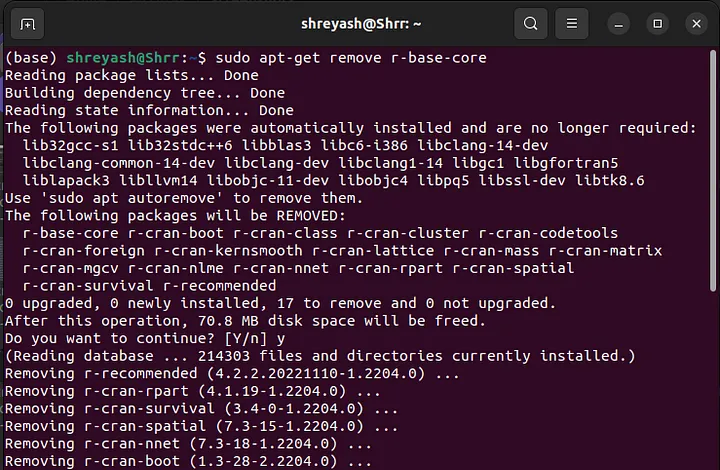 shreyash@Shrr: ~
(base) shreyash@Shrr:~$ sudo apt-get remove r-base-core
Reading package lists... Done
Building dependency tree... Done
Reading state information... Done
The following packages were automatically installed and are no longer required:
  lib32gcc-s1 lib32stdc++6 libblas3 libc6-i386 libclang-14-dev
  libclang-common-14-dev libclang-dev libclang1-14 libgc1 libgfortran5
  liblapack3 libllvm14 libobjc-11-dev libobjc4 libpq5 libssl-dev libtk8.6
Use 'sudo apt autoremove' to remove them.
The following packages will be REMOVED:
  r-base-core r-cran-boot r-cran-class r-cran-cluster r-cran-codetools
  r-cran-foreign r-cran-kernsmooth r-cran-lattice r-cran-mass r-cran-matrix
  r-cran-mgcv r-cran-nlme r-cran-nnet r-cran-rpart r-cran-spatial
  r-cran-survival r-recommended
0 upgraded, 0 newly installed, 17 to remove and 0 not upgraded.
After this operation, 70.8 MB disk space will be freed.
Do you want to continue? [Y/n] y
(Reading database ... 214303 files and directories currently installed.)
Removing r-recommended (4.2.2.20221110-1.2204.0) ...
Removing r-cran-rpart (4.1.19-1.2204.0) ...
Removing r-cran-survival (3.4-0-1.2204.0) ...
Removing r-cran-spatial (7.3-15-1.2204.0) ...
Removing r-cran-nnet (7.3-18-1.2204.0) ...
Removing r-cran-boot (1.3-28-2.2204.0) ...